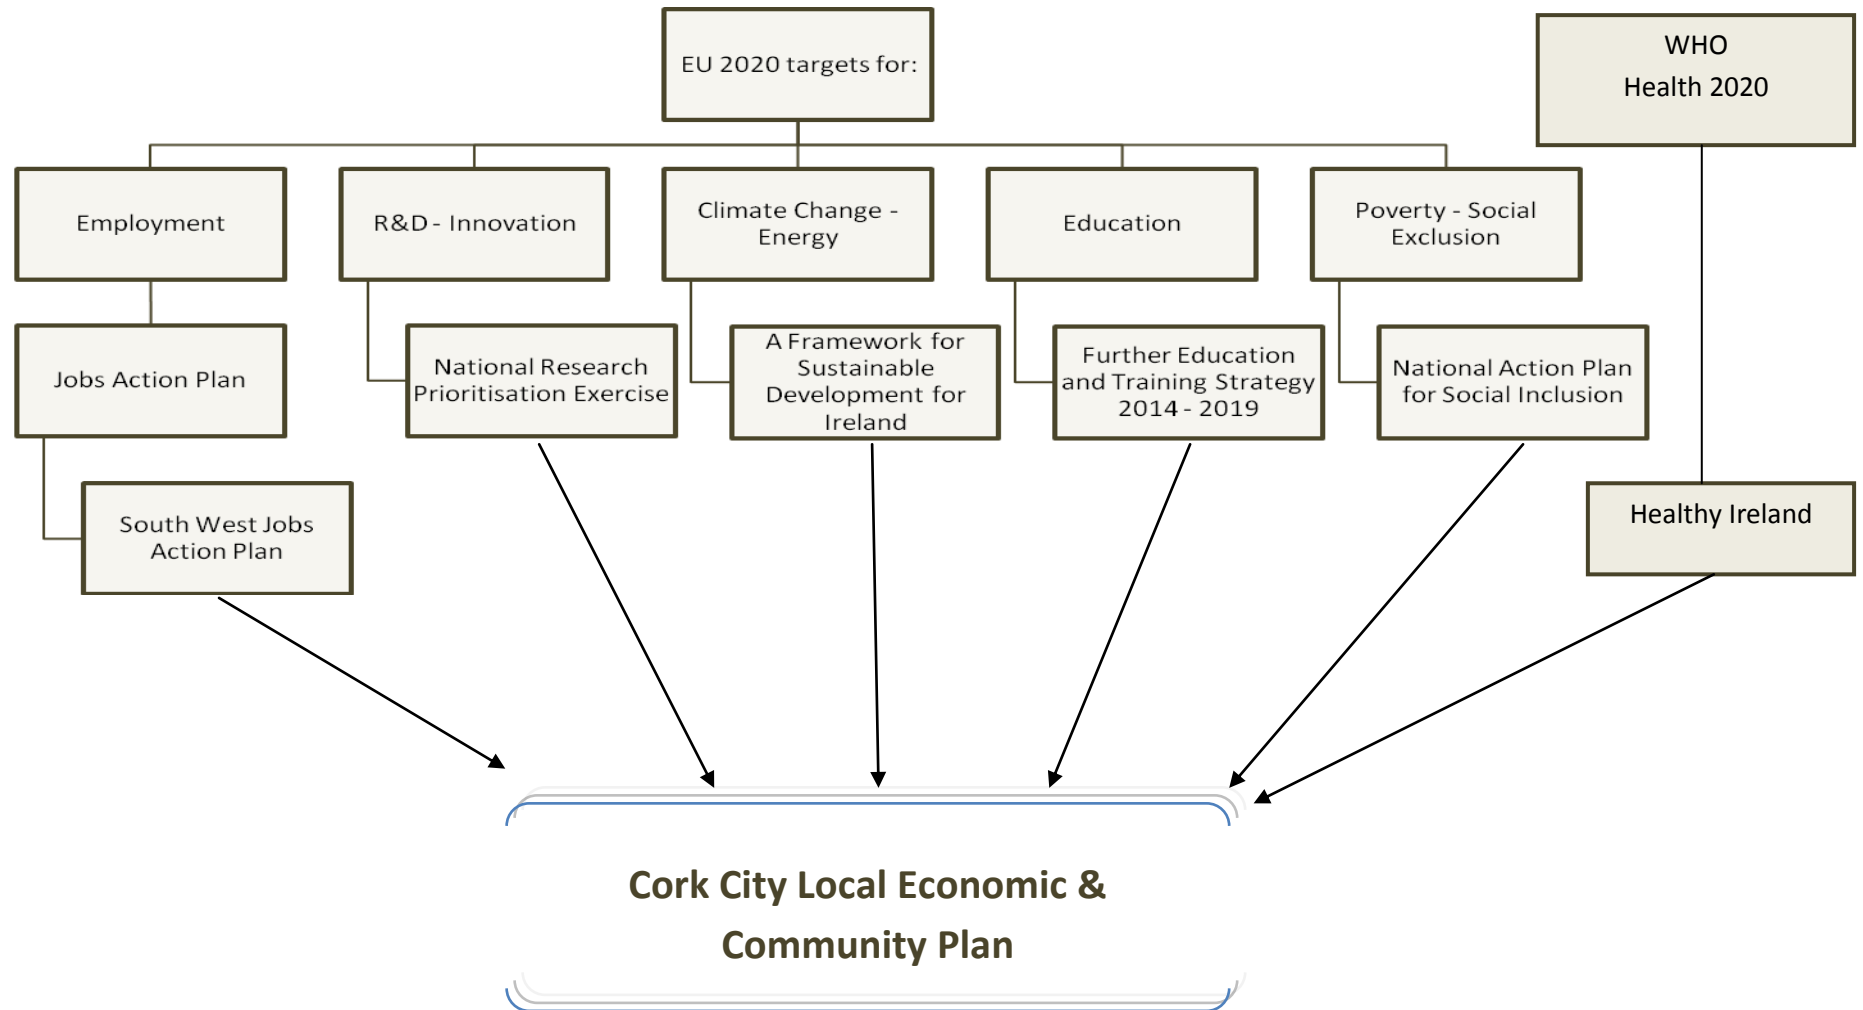 EU 2020 targets for:
WHO
Health 2020
Employment
R&D - Innovation
Climate Change -
Energy
Education
Poverty - Social
Exclusion
Jobs Action Plan
National Research
Prioritisation Exercise
A Framework for
Sustainable
Development for
Ireland
Further Education
and Training Strategy
2014 - 2019
National Action Plan
for Social Inclusion
South West Jobs
Action Plan
Healthy Ireland
Cork City Local Economic &
Community Plan